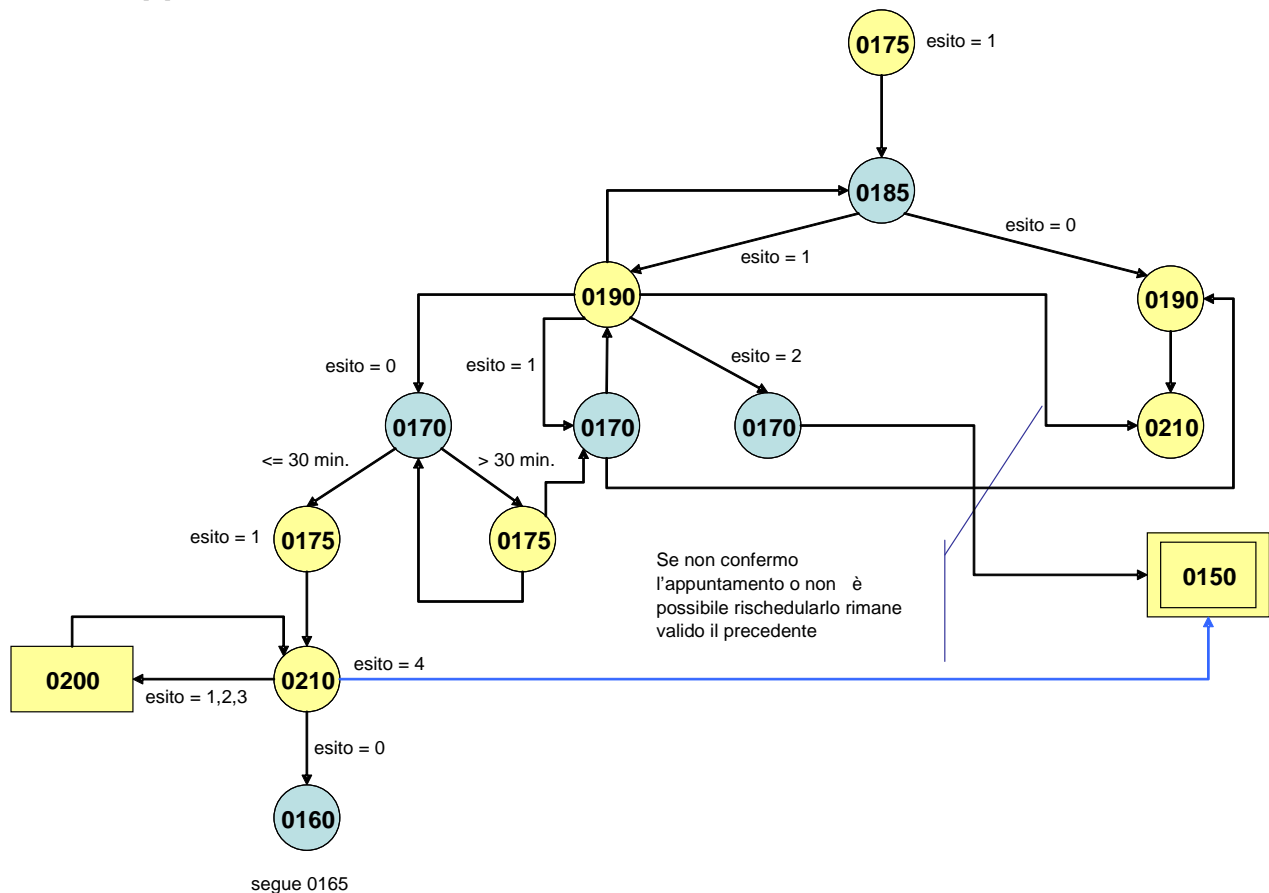 0175
esito = 1
0185
esito = 0
esito = 1
0190
0190
esito = 2
esito = 0
esito = 1
0170
0170
0170
0210
<= 30 min.
> 30 min.
esito = 1
0175
0175
Se non confermo
l'appuntamento o non è
possibile rischedularlo rimane
valido il precedente
0150
0200
esito = 1,2,3
0210
esito = 4
esito = 0
0160
segue 0165